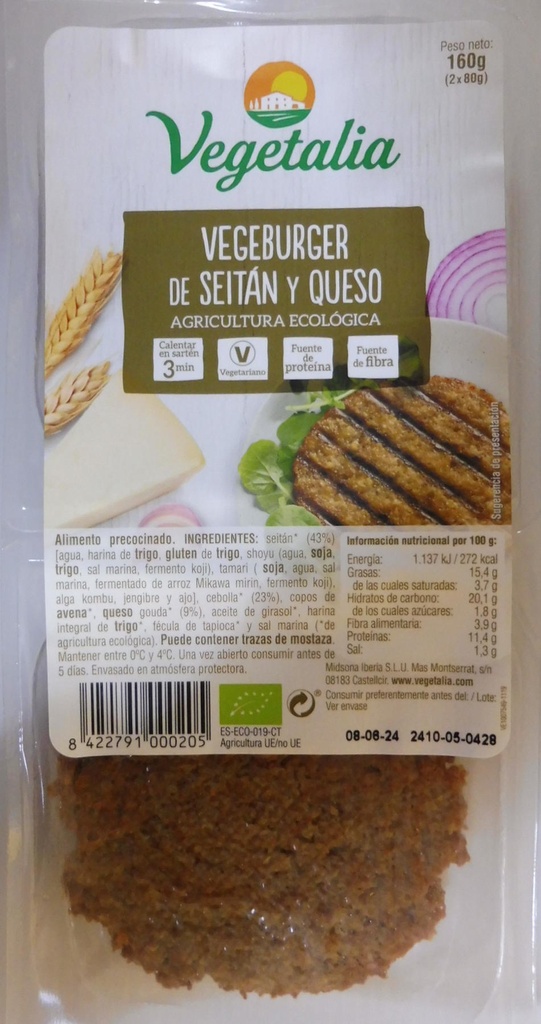 Peso neto:
160g
(2x80g)
Vegetalia
VEGEBURGER
DE SEITÁN Y QUESO
AGRICULTURA ECOLÓGICA
Calentar
en sartén
3 min
V
Vegetariano
Fuente
de
proteína
Fuente
de fibra
Sugerencia de presentación
Alimento precocinado. INGREDIENTES: seitán* (43%)
[agua, harina de trigo, gluten de trigo, shoyu (agua, soja,
trigo, sal marina, fermento koji), tamari ( soja, agua, sal
marina, fermentado de arroz Mikawa mirin, fermento koji),
alga kombu, jengibre y ajo], cebolla* (23%), copos de
avena*, queso gouda* (9%), aceite de girasol*, harina
integral de trigo*, fécula de tapioca* y sal marina (*de
agricultura ecológica). Puede contener trazas de mostaza.
Mantener entre 0ºC y 4ºC. Una vez abierto consumir antes de
5 días. Envasado en atmósfera protectora.
Información nutricional por 100 g:
Energía: 1.137 kJ / 272 kcal
Grasas: 15,4 g
de las cuales saturadas: 3,7 g
Hidratos de carbono: 20,1 g
de los cuales azúcares: 1,8 g
Fibra alimentaria: 3,9 g
Proteínas: 11,4 g
Sal: 1,3 g
Midsona Iberia S.L.U. Mas Montserrat, s/n
08183 Castellcir. www.vegetalia.com
Consumir preferentemente antes del: / Lote:
Ver envase
08-06-24 2410-05-0428
8 422791 000205
ES-ECO-019-CT
Agricultura UE/no UE